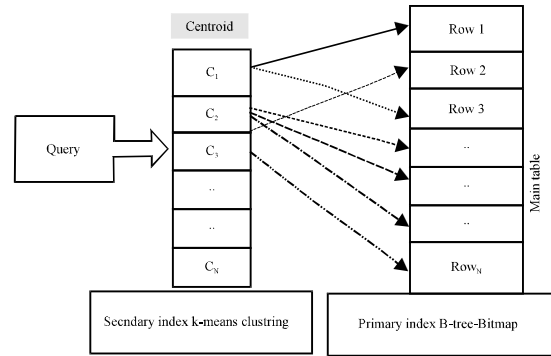 Centroid
C1
C2
C3
..
..
CN
Query
Row 1
Row 2
Row 3
..
..
..
RowN
Main table
Secndary index k-means clustring
Primary index B-tree-Bitmap